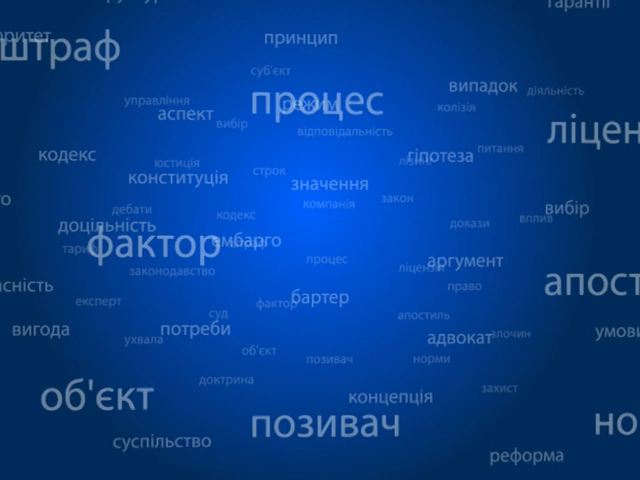 гарантії
принцип
штраф
суб'єкт
випадок
діяльність
процес
режим
управління
аспект
колізія
вибір
відповідальність
ліцен
питання
гіпотеза
кодекс
юстиція
строк
конституція
значення
закон
компанія
вибір
дебати
кодекс
вплив
доцільність
докази
фактор
ембарго
процес
аргумент
ліцензія
законодавство
право
апост
експерт
фактор
бартер
суд
апостиль
вигода
потреби
умови
злочин
адвокат
ухвала
об'єкт
позивач
норми
доктрина
захист
об'єкт
концепція
позивач
но
суспільство
реформа